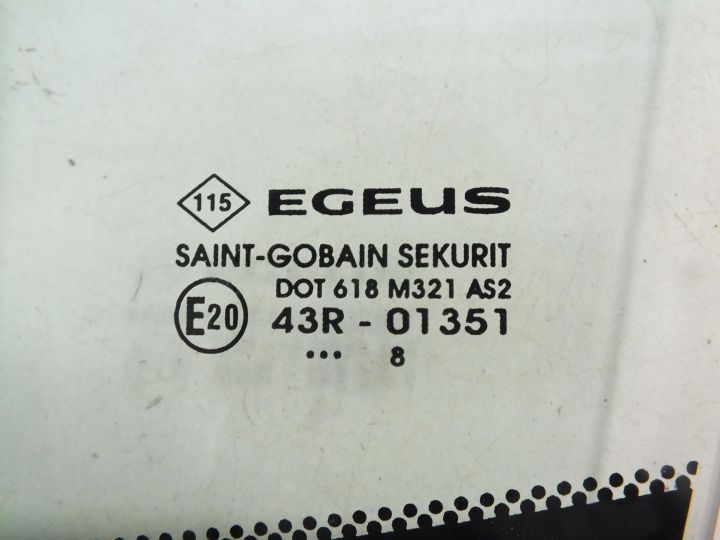 115 EGEUS
SAINT-GOBAIN SEKURIT
DOT 618 M321 AS2
E20 43R - 01351
... 8